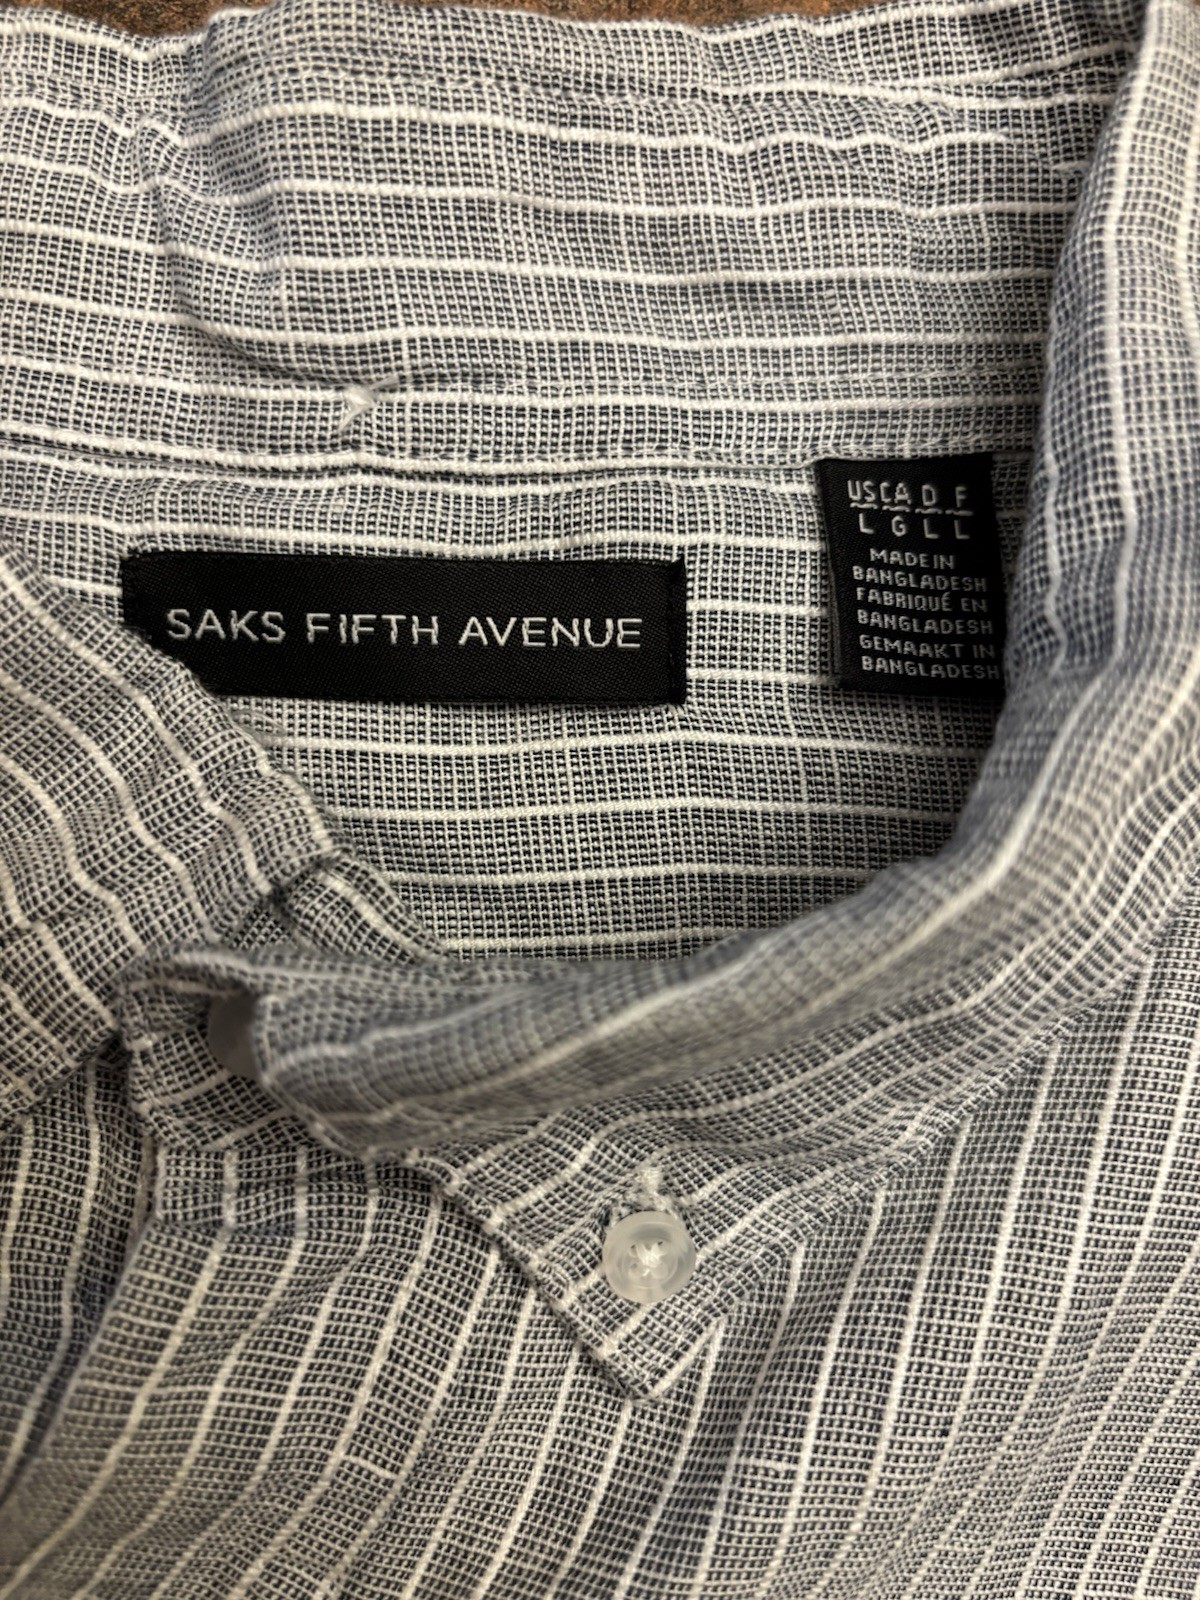 SAKS FIFTH AVENUE
US CA D F
L G L L
MADE IN
BANGLADESH
FABRIQUÉ EN
BANGLADESH
GEMAAKT IN
BANGLADESH